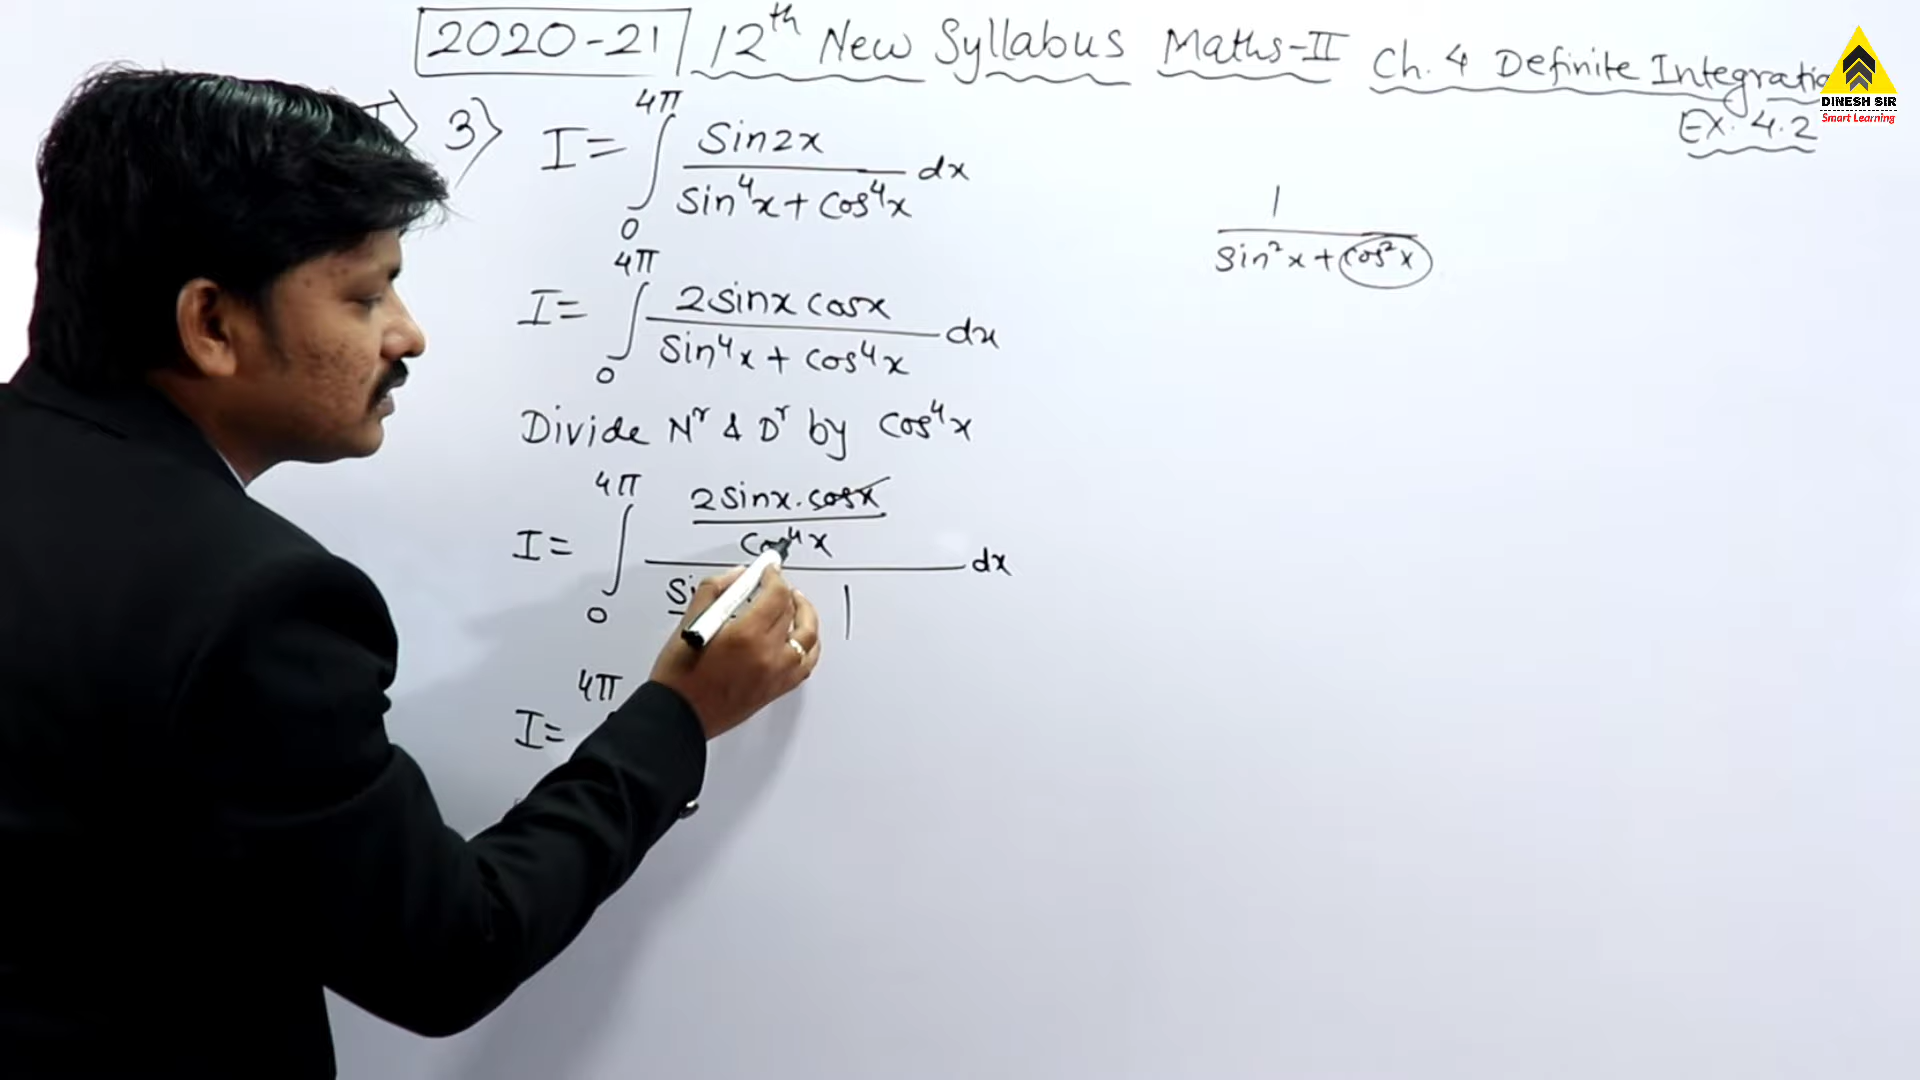 2020-21 12th New Syllabus Maths-II Ch. 4 Definite Integratio
Ex. 4.2
DINESH SIR
Smart Learning
3) I = ∫₀^4π Sin2x / Sin⁴x + Cos⁴x dx
1 / Sin²x + Cos²x
I = ∫₀^4π 2Sinx Cosx / Sin⁴x + Cos⁴x dx
Divide Nʳ & Dʳ by Cos⁴x
I = ∫₀^4π 2Sinx.Cosx / Cos⁴x dx
4π
I =